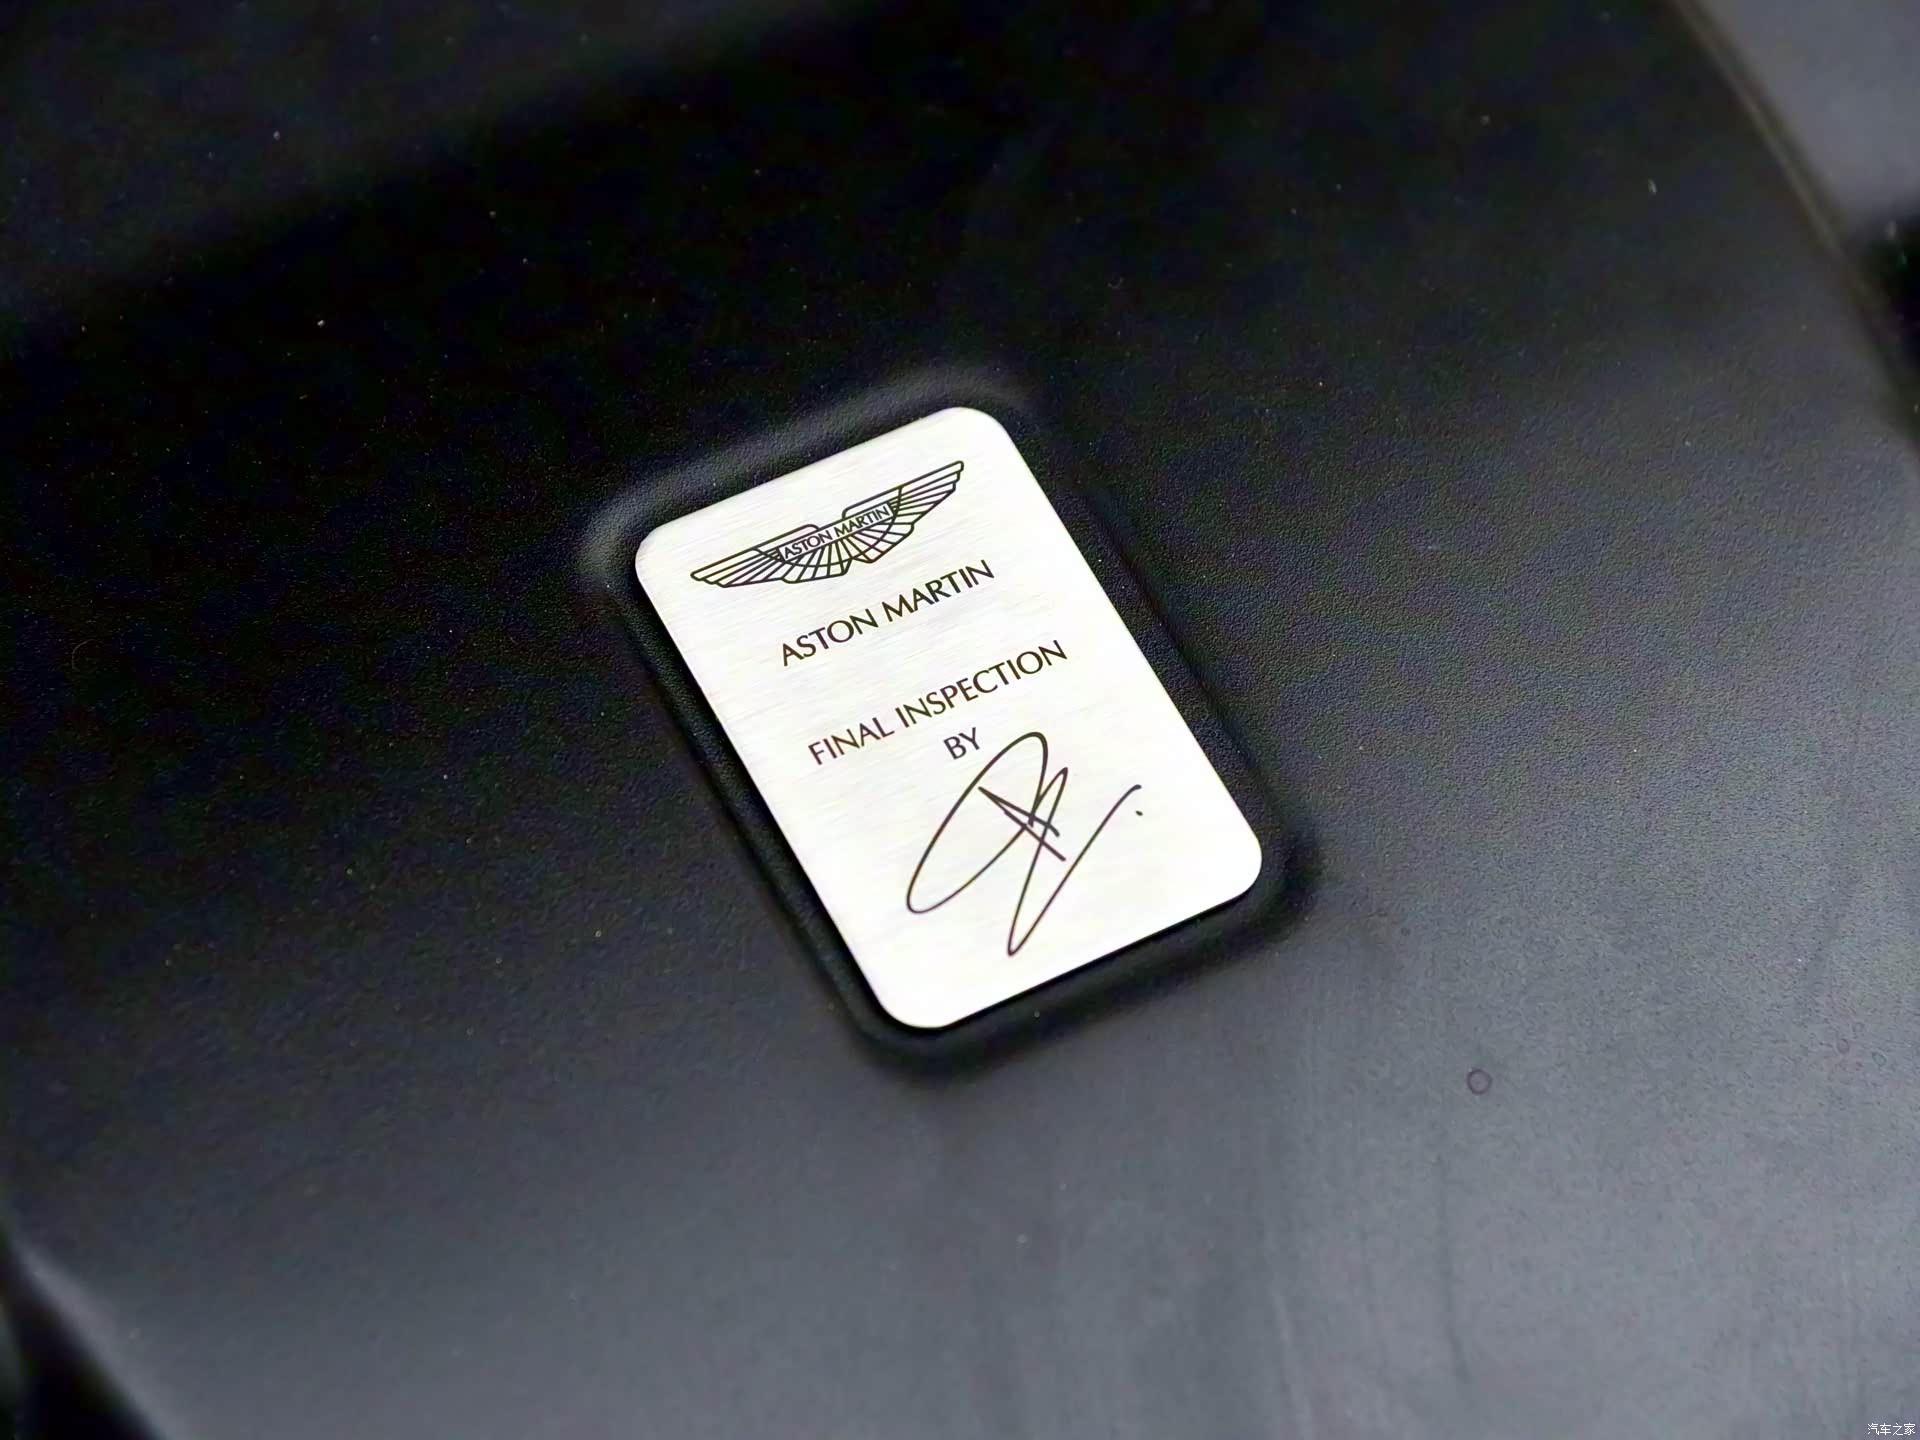 ASTON MARTIN
ASTON MARTIN
FINAL INSPECTION
BY
汽车之家